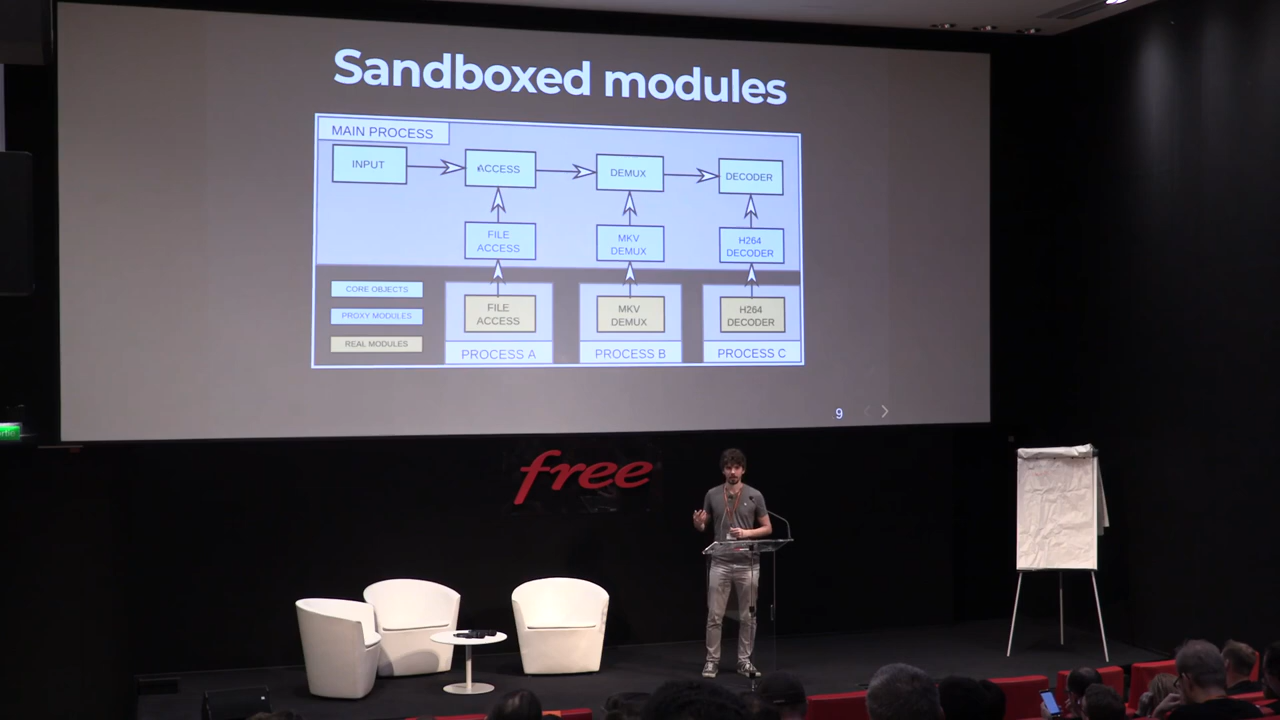 Sandboxed modules
MAIN PROCESS
INPUT
ACCESS
DEMUX
DECODER
FILE
ACCESS
MKV
DEMUX
H264
DECODER
CORE OBJECTS
PROXY MODULES
REAL MODULES
FILE
ACCESS
MKV
DEMUX
H264
DECODER
PROCESS A
PROCESS B
PROCESS C
9
free